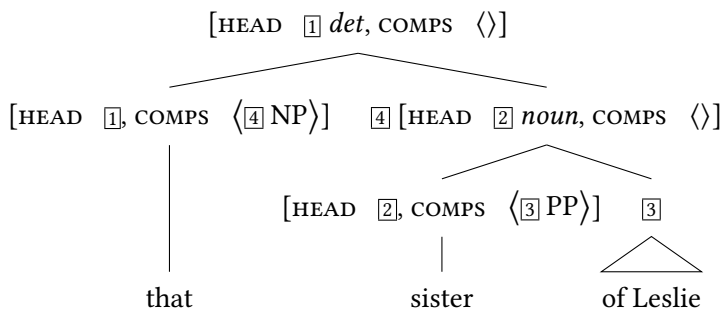 [HEAD 1 det, COMPS ⟨⟩]
[HEAD 1, COMPS ⟨4 NP⟩] 4 [HEAD 2 noun, COMPS ⟨⟩]
[HEAD 2, COMPS ⟨3 PP⟩] 3
that sister of Leslie